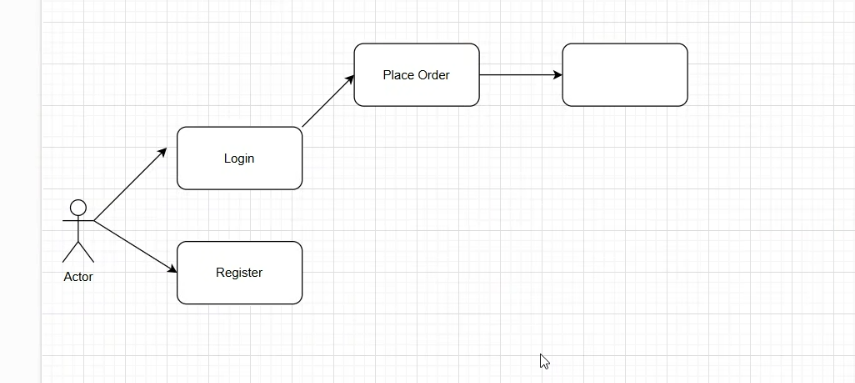 Place Order
Login
Register
Actor